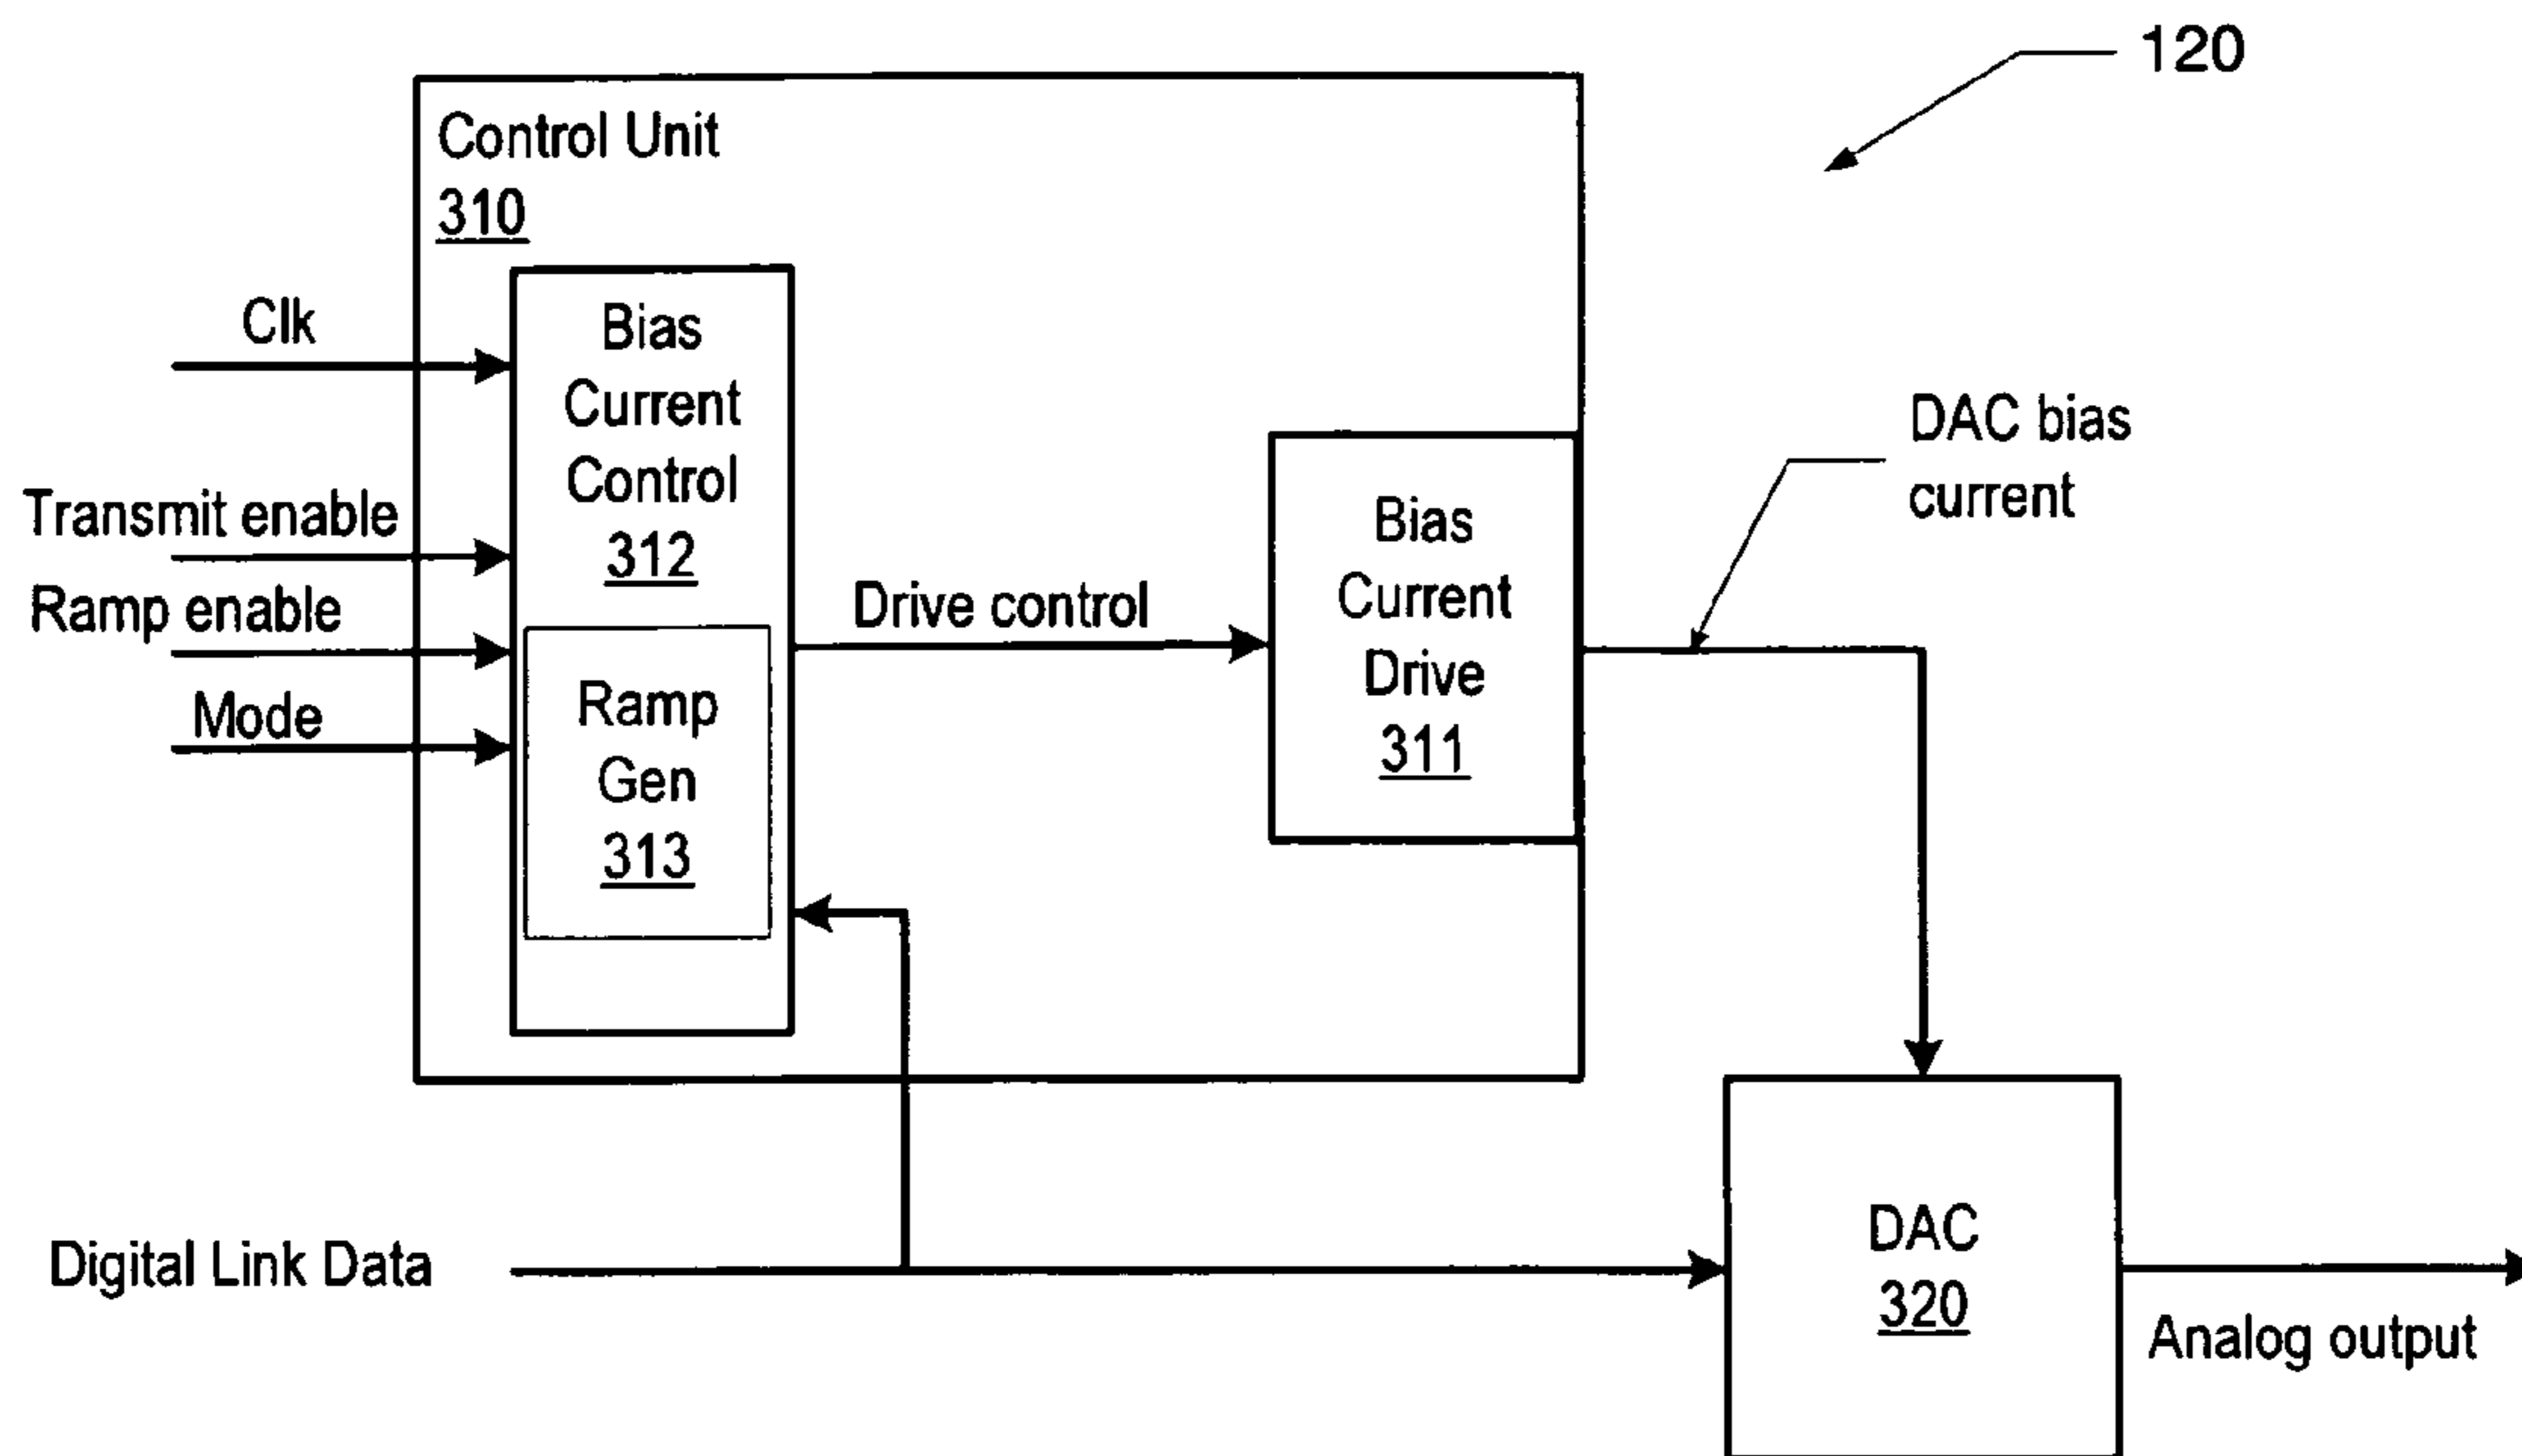 120
Control Unit
310
Clk
Transmit enable
Ramp enable
Mode
Bias
Current
Control
312
Ramp
Gen
313
Drive control
Bias
Current
Drive
311
DAC bias
current
Digital Link Data
DAC
320
Analog output